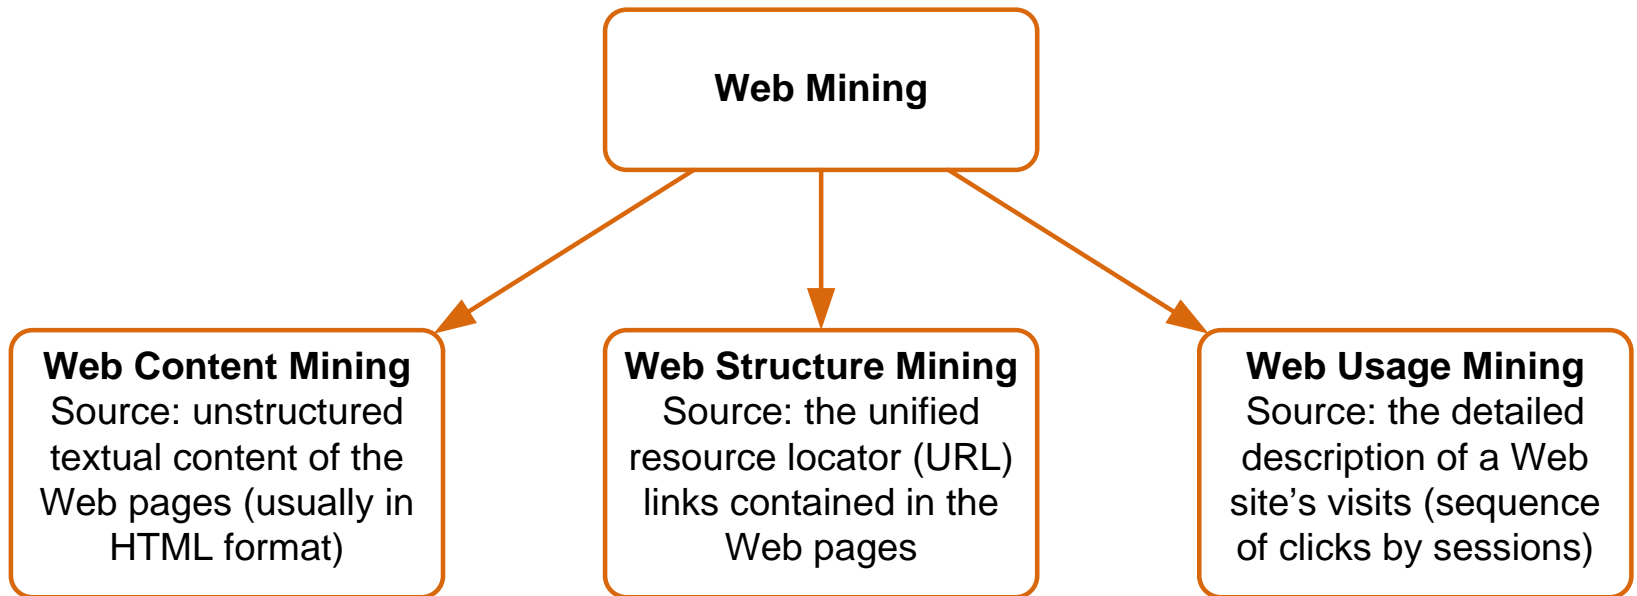 Web Mining
Web Content Mining
Source: unstructured
textual content of the
Web pages (usually in
HTML format)
Web Structure Mining
Source: the unified
resource locator (URL)
links contained in the
Web pages
Web Usage Mining
Source: the detailed
description of a Web
site’s visits (sequence
of clicks by sessions)